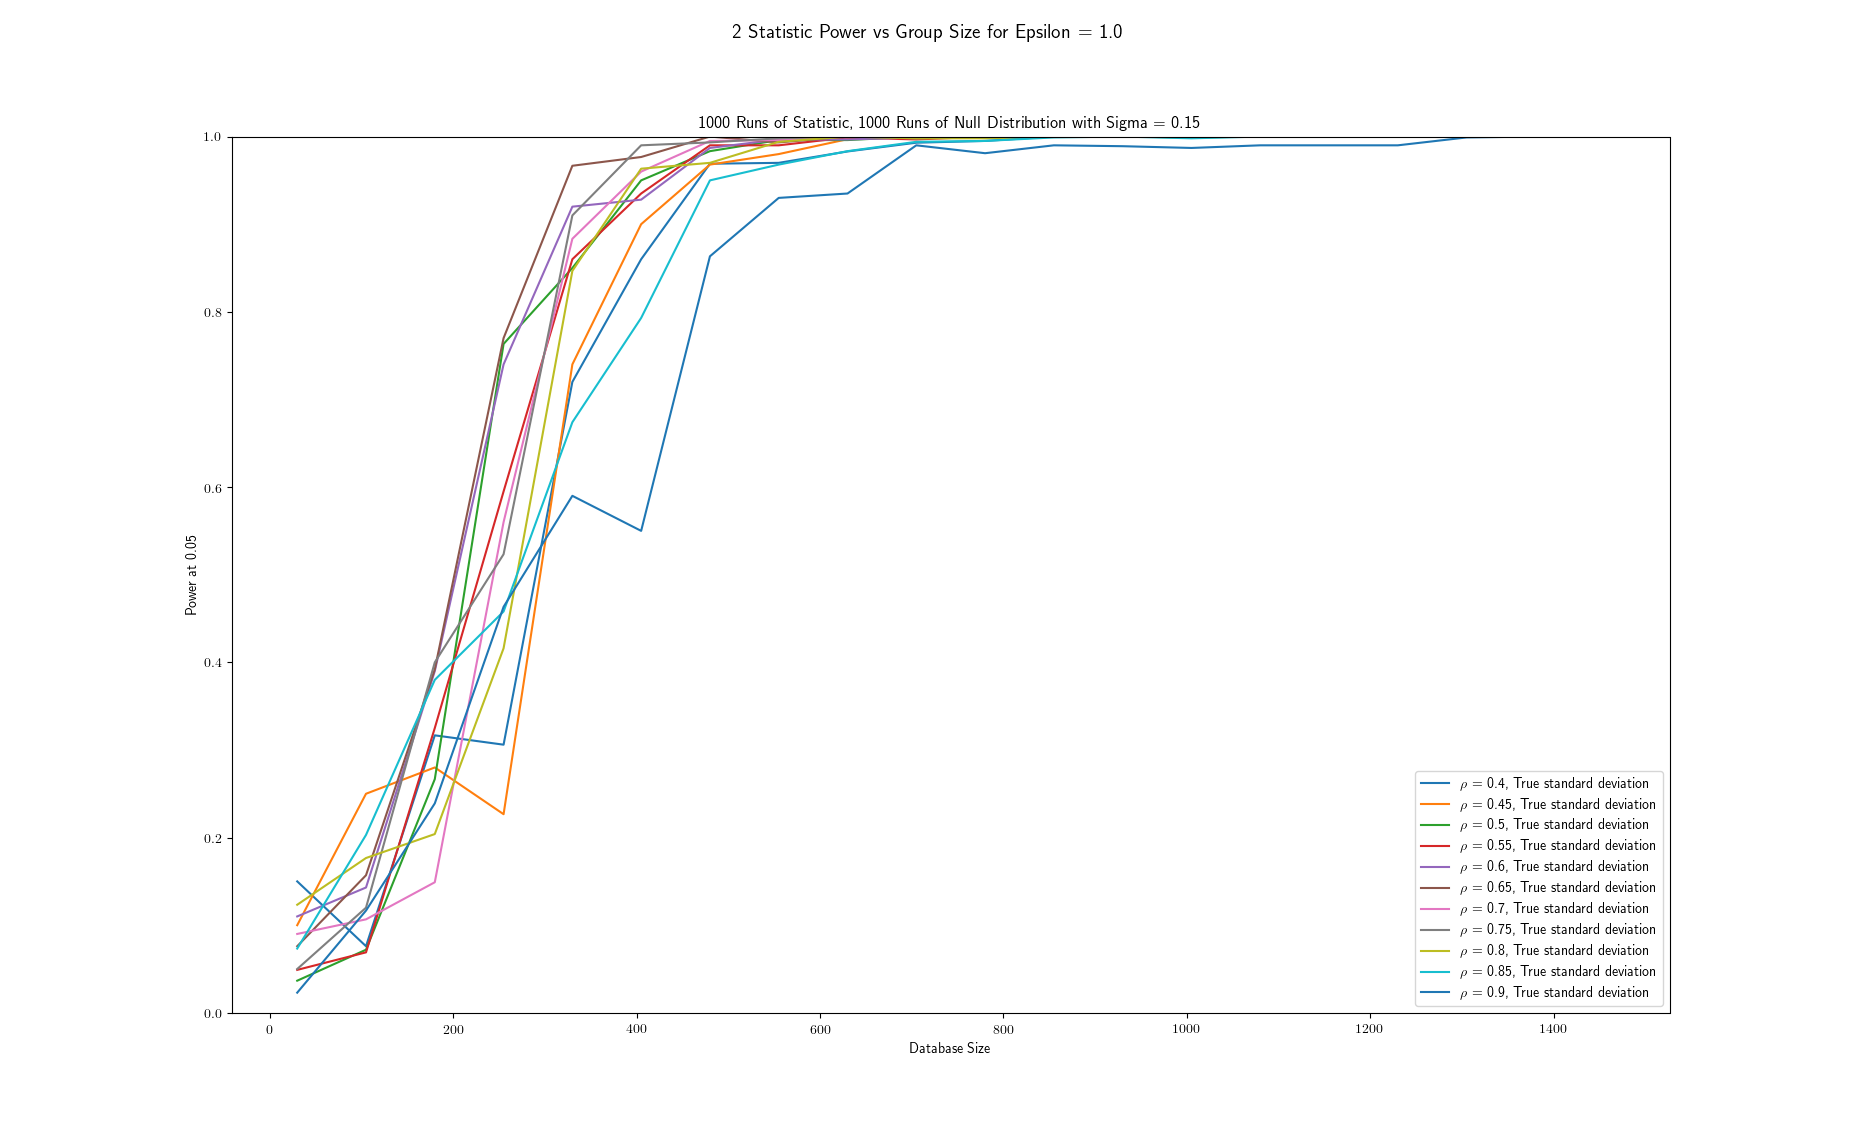 2 Statistic Power vs Group Size for Epsilon = 1.0
1000 Runs of Statistic, 1000 Runs of Null Distribution with Sigma = 0.15
1.0
0.8
0.6
0.4
0.2
0.0
Power at 0.05
0 200 400 600 800 1000 1200 1400
Database Size
ρ = 0.4, True standard deviation
ρ = 0.45, True standard deviation
ρ = 0.5, True standard deviation
ρ = 0.55, True standard deviation
ρ = 0.6, True standard deviation
ρ = 0.65, True standard deviation
ρ = 0.7, True standard deviation
ρ = 0.75, True standard deviation
ρ = 0.8, True standard deviation
ρ = 0.85, True standard deviation
ρ = 0.9, True standard deviation